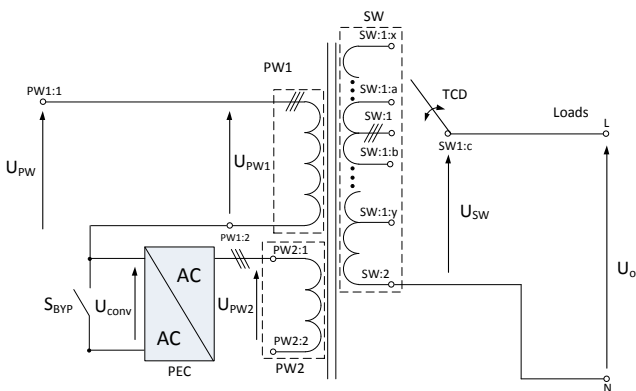 SW
SW:1:x
PW1
PW1:1
SW:1:a
TCD
SW:1
Loads
L
SW1:c
SW:1:b
U_PW
U_PW1
U_SW
SW:1:y
PW1:2
PW2:1
SW:2
U_o
AC
S_BYP
U_conv
U_PW2
AC
PW2:2
PEC
PW2
N